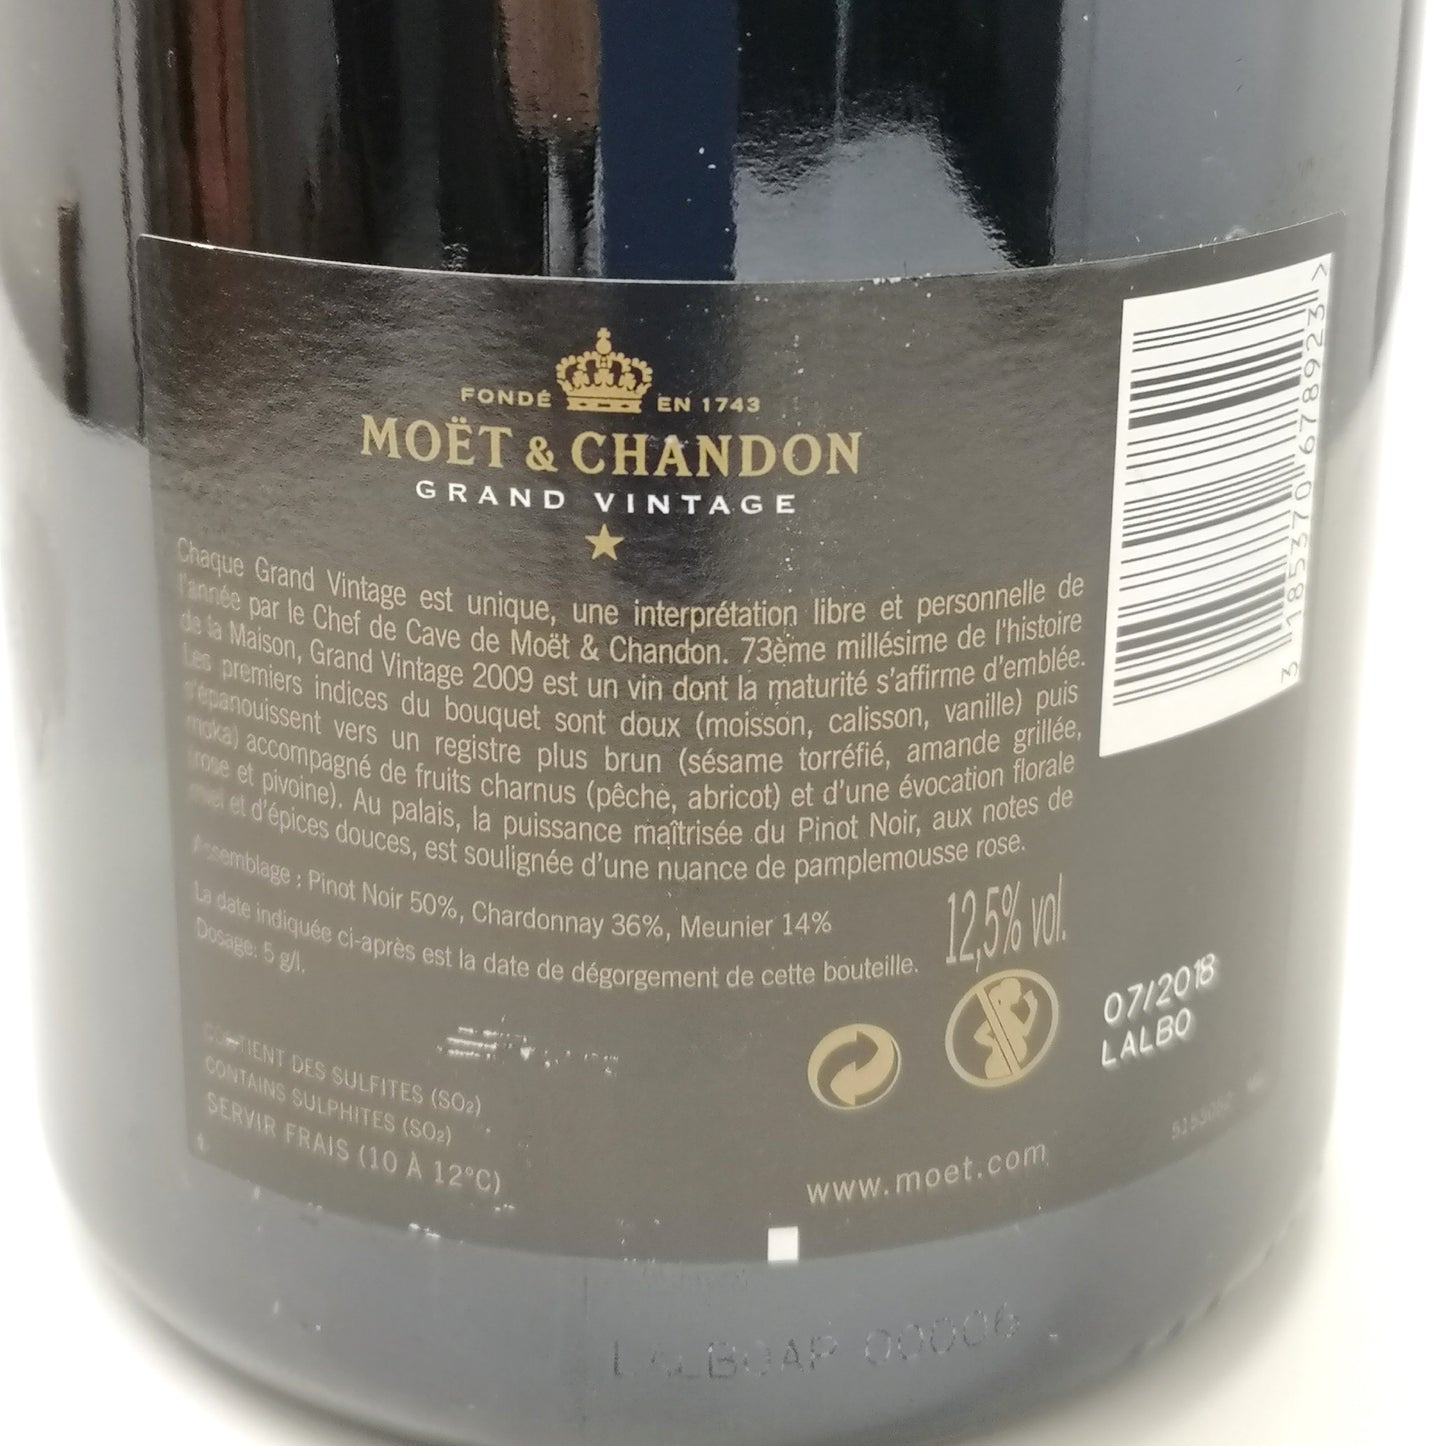 FONDÉ EN 1743
MOËT & CHANDON
GRAND VINTAGE
Chaque Grand Vintage est unique, une interprétation libre et personnelle de
l'année par le Chef de Cave de Moët & Chandon. 73ème millésime de l'histoire
de la Maison, Grand Vintage 2009 est un vin dont la maturité s'affirme d'emblée.
Les premiers indices du bouquet sont doux (moisson, calisson, vanille) puis
s'épanouissent vers un registre plus brun (sésame torréfié, amande grillée,
moka) accompagné de fruits charnus (pêche, abricot) et d'une évocation florale
(rose et pivoine). Au palais, la puissance maîtrisée du Pinot Noir, aux notes de
miel et d'épices douces, est soulignée d'une nuance de pamplemousse rose.
Assemblage : Pinot Noir 50%, Chardonnay 36%, Meunier 14%
La date indiquée ci-après est la date de dégorgement de cette bouteille.
Dosage: 5 g/l.
12,5% vol.
07/2018
LALBO
CONTIENT DES SULFITES (SO₂)
CONTAINS SULPHITES (SO₂)
SERVIR FRAIS (10 À 12°C)
www.moet.com
3 185370 678923 >
LALBOAP 00006